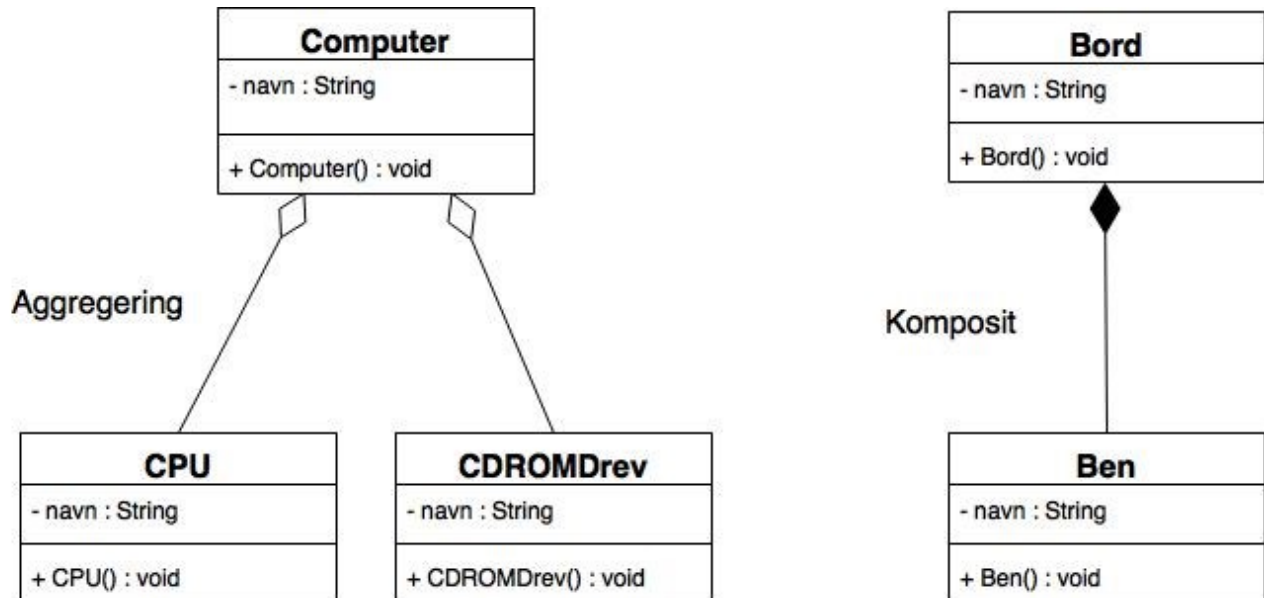 Computer
- navn : String
+ Computer() : void
Bord
- navn : String
+ Bord() : void
Aggregering
Komposit
CPU
- navn : String
+ CPU() : void
CDROMDrev
- navn : String
+ CDROMDrev() : void
Ben
- navn : String
+ Ben() : void